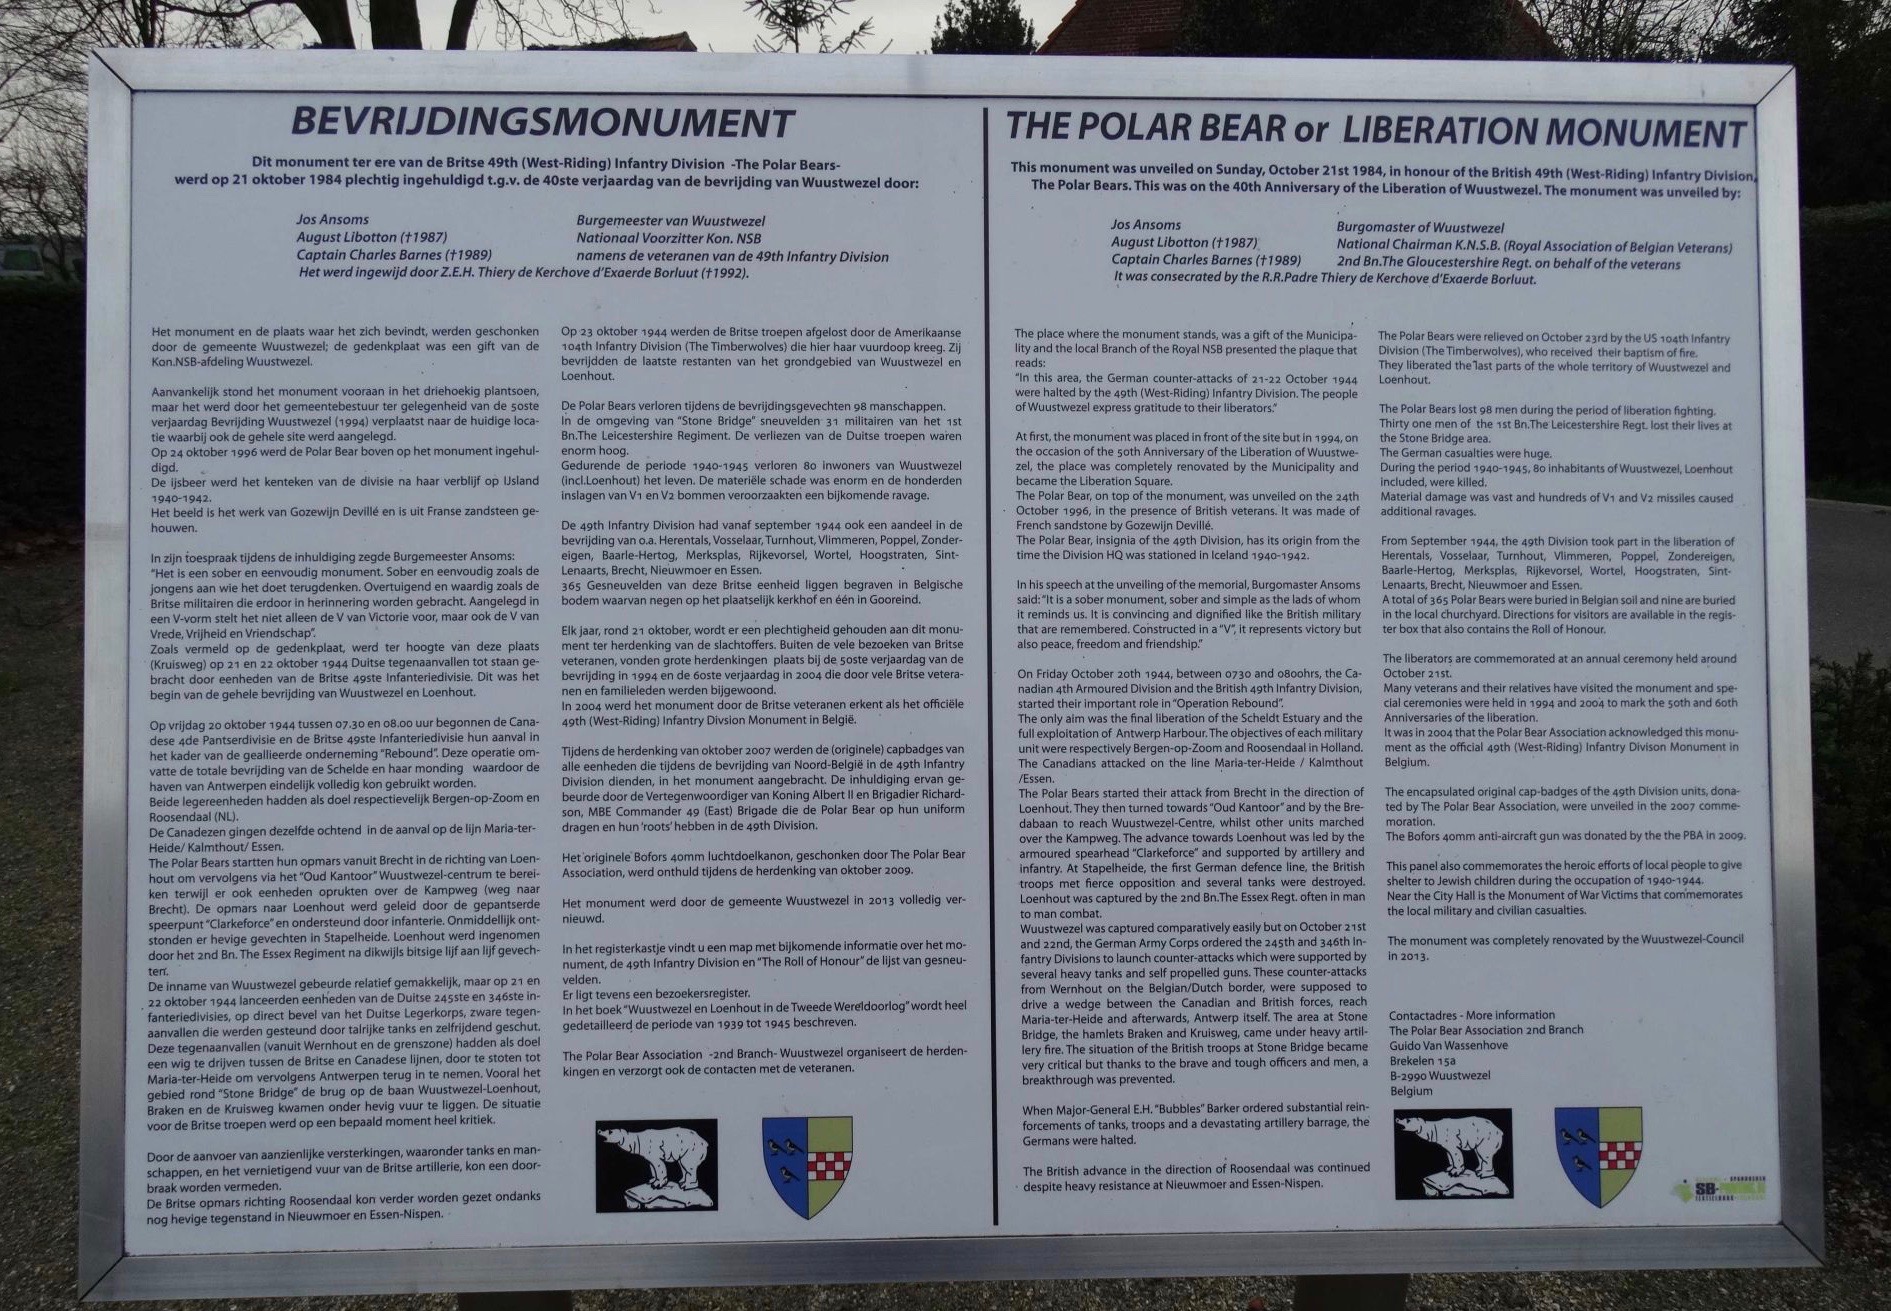 BEVRIJDINGSMONUMENT
Dit monument ter ere van de Britse 49th (West-Riding) Infantry Division -The Polar Bears-
werd op 21 oktober 1984 plechtig ingehuldigd t.g.v. de 40ste verjaardag van de bevrijding van Wuustwezel door:
Jos Ansoms Burgemeester van Wuustwezel
August Libotton (†1987) Nationaal Voorzitter Kon. NSB
Captain Charles Barnes (†1989) namens de veteranen van de 49th Infantry Division
Het werd ingewijd door Z.E.H. Thiery de Kerchove d'Exaerde Borluut (†1992).
Het monument en de plaats waar het zich bevindt, werden geschonken
door de gemeente Wuustwezel; de gedenkplaat was een gift van de
Kon.NSB-afdeling Wuustwezel.
Aanvankelijk stond het monument vooraan in het driehoekig plantsoen,
maar het werd door het gemeentebestuur ter gelegenheid van de 50ste
verjaardag Bevrijding Wuustwezel (1994) verplaatst naar de huidige loca-
tie waarbij ook de gehele site werd aangelegd.
Op 24 oktober 1996 werd de Polar Bear boven op het monument ingehul-
digd.
De ijsbeer werd het kenteken van de divisie na haar verblijf op IJsland
1940-1942.
Het beeld is het werk van Gozewijn Devillé en is uit Franse zandsteen ge-
houwen.
In zijn toespraak tijdens de inhuldiging zegde Burgemeester Ansoms:
"Het is een sober en eenvoudig monument. Sober en eenvoudig zoals de
jongens aan wie het doet terugdenken. Overtuigend en waardig zoals de
Britse militairen die erdoor in herinnering worden gebracht. Aangelegd in
een V-vorm stelt het niet alleen de V van Victorie voor, maar ook de V van
Vrede, Vrijheid en Vriendschap".
Zoals vermeld op de gedenkplaat, werd ter hoogte van deze plaats
(Kruisweg) op 21 en 22 oktober 1944 Duitse tegenaanvallen tot staan ge-
bracht door eenheden van de Britse 49ste Infanteriedivisie. Dit was het
begin van de gehele bevrijding van Wuustwezel en Loenhout.
Op vrijdag 20 oktober 1944 tussen 07.30 en 08.00 uur begonnen de Cana-
dese 4de Pantserdivisie en de Britse 49ste Infanteriedivisie hun aanval in
het kader van de geallieerde onderneming "Rebound". Deze operatie om-
vatte de totale bevrijding van de Schelde en haar monding waardoor de
haven van Antwerpen eindelijk volledig kon gebruikt worden.
Beide legereenheden hadden als doel respectievelijk Bergen-op-Zoom en
Roosendaal (NL).
De Canadezen gingen dezelfde ochtend in de aanval op de lijn Maria-ter-
Heide/ Kalmthout/ Essen.
The Polar Bears startten hun opmars vanuit Brecht in de richting van Loen-
hout om vervolgens via het "Oud Kantoor" Wuustwezel-centrum te berei-
ken terwijl er ook eenheden oprukten over de Kampweg (weg naar
Brecht). De opmars naar Loenhout werd geleid door de gepantserde
speerpunt "Clarkeforce" en ondersteund door infanterie. Onmiddellijk ont-
stonden er hevige gevechten in Stapelheide. Loenhout werd ingenomen
door het 2nd Bn. The Essex Regiment na dikwijls bitsige lijf aan lijf gevech-
ten.
De inname van Wuustwezel gebeurde relatief gemakkelijk, maar op 21 en
22 oktober 1944 lanceerden eenheden van de Duitse 245ste en 346ste in-
fanteriedivisies, op direct bevel van het Duitse Legerkorps, zware tegen-
aanvallen die werden gesteund door talrijke tanks en zelfrijdend geschut.
Deze tegenaanvallen (vanuit Wernhout en de grenszone) hadden als doel
een wig te drijven tussen de Britse en Canadese lijnen, door te stoten tot
Maria-ter-Heide om vervolgens Antwerpen terug in te nemen. Vooral het
gebied rond "Stone Bridge" de brug op de baan Wuustwezel-Loenhout,
Braken en de Kruisweg kwamen onder hevig vuur te liggen. De situatie
voor de Britse troepen werd op een bepaald moment heel kritiek.
Door de aanvoer van aanzienlijke versterkingen, waaronder tanks en man-
schappen, en het vernietigend vuur van de Britse artillerie, kon een door-
braak worden vermeden.
De Britse opmars richting Roosendaal kon verder worden gezet ondanks
nog hevige tegenstand in Nieuwmoer en Essen-Nispen.
Op 23 oktober 1944 werden de Britse troepen afgelost door de Amerikaanse
104th Infantry Division (The Timberwolves) die hier haar vuurdoop kreeg. Zij
bevrijdden de laatste restanten van het grondgebied van Wuustwezel en
Loenhout.
De Polar Bears verloren tijdens de bevrijdingsgevechten 98 manschappen.
In de omgeving van "Stone Bridge" sneuvelden 31 militairen van het 1st
Bn.The Leicestershire Regiment. De verliezen van de Duitse troepen waren
enorm hoog.
Gedurende de periode 1940-1945 verloren 80 inwoners van Wuustwezel
(incl.Loenhout) het leven. De materiële schade was enorm en de honderden
inslagen van V1 en V2 bommen veroorzaakten een bijkomende ravage.
De 49th Infantry Division had vanaf september 1944 ook een aandeel in de
bevrijding van o.a. Herentals, Vosselaar, Turnhout, Vlimmeren, Poppel, Zonder-
eigen, Baarle-Hertog, Merksplas, Rijkevorsel, Wortel, Hoogstraten, Sint-
Lenaarts, Brecht, Nieuwmoer en Essen.
365 Gesneuvelden van deze Britse eenheid liggen begraven in Belgische
bodem waarvan negen op het plaatselijk kerkhof en één in Gooreind.
Elk jaar, rond 21 oktober, wordt er een plechtigheid gehouden aan dit monu-
ment ter herdenking van de slachtoffers. Buiten de vele bezoeken van Britse
veteranen, vonden grote herdenkingen plaats bij de 50ste verjaardag van de
bevrijding in 1994 en de 60ste verjaardag in 2004 die door vele Britse vetera-
nen en familieleden werden bijgewoond.
In 2004 werd het monument door de Britse veteranen erkent als het officiële
49th (West-Riding) Infantry Divsion Monument in België.
Tijdens de herdenking van oktober 2007 werden de (originele) capbadges van
alle eenheden die tijdens de bevrijding van Noord-België in de 49th Infantry
Division dienden, in het monument aangebracht. De inhuldiging ervan ge-
beurde door de Vertegenwoordiger van Koning Albert II en Brigadier Richard-
son, MBE Commander 49 (East) Brigade die de Polar Bear op hun uniform
dragen en hun 'roots' hebben in de 49th Division.
Het originele Bofors 40mm luchtdoelkanon, geschonken door The Polar Bear
Association, werd onthuld tijdens de herdenking van oktober 2009.
Het monument werd door de gemeente Wuustwezel in 2013 volledig ver-
nieuwd.
In het registerkastje vindt u een map met bijkomende informatie over het mo-
nument, de 49th Infantry Division en "The Roll of Honour" de lijst van gesneu-
velden.
Er ligt tevens een bezoekersregister.
In het boek "Wuustwezel en Loenhout in de Tweede Wereldoorlog" wordt heel
gedetailleerd de periode van 1939 tot 1945 beschreven.
The Polar Bear Association -2nd Branch- Wuustwezel organiseert de herden-
kingen en verzorgt ook de contacten met de veteranen.
THE POLAR BEAR or LIBERATION MONUMENT
This monument was unveiled on Sunday, October 21st 1984, in honour of the British 49th (West-Riding) Infantry Division,
The Polar Bears. This was on the 40th Anniversary of the Liberation of Wuustwezel. The monument was unveiled by:
Jos Ansoms Burgomaster of Wuustwezel
August Libotton (†1987) National Chairman K.N.S.B. (Royal Association of Belgian Veterans)
Captain Charles Barnes (†1989) 2nd Bn.The Gloucestershire Regt. on behalf of the veterans
It was consecrated by the R.R.Padre Thiery de Kerchove d'Exaerde Borluut.
The place where the monument stands, was a gift of the Municipa-
lity and the local Branch of the Royal NSB presented the plaque that
reads:
"In this area, the German counter-attacks of 21-22 October 1944
were halted by the 49th (West-Riding) Infantry Division. The people
of Wuustwezel express gratitude to their liberators."
At first, the monument was placed in front of the site but in 1994, on
the occasion of the 50th Anniversary of the Liberation of Wuustwe-
zel, the place was completely renovated by the Municipality and
became the Liberation Square.
The Polar Bear, on top of the monument, was unveiled on the 24th
October 1996, in the presence of British veterans. It was made of
French sandstone by Gozewijn Devillé.
The Polar Bear, insignia of the 49th Division, has its origin from the
time the Division HQ was stationed in Iceland 1940-1942.
In his speech at the unveiling of the memorial, Burgomaster Ansoms
said: "It is a sober monument, sober and simple as the lads of whom
it reminds us. It is convincing and dignified like the British military
that are remembered. Constructed in a "V", it represents victory but
also peace, freedom and friendship."
On Friday October 20th 1944, between 0730 and 0800hrs, the Ca-
nadian 4th Armoured Division and the British 49th Infantry Division,
started their important role in "Operation Rebound".
The only aim was the final liberation of the Scheldt Estuary and the
full exploitation of Antwerp Harbour. The objectives of each military
unit were respectively Bergen-op-Zoom and Roosendaal in Holland.
The Canadians attacked on the line Maria-ter-Heide / Kalmthout
/Essen.
The Polar Bears started their attack from Brecht in the direction of
Loenhout. They then turned towards "Oud Kantoor" and by the Bre-
dabaan to reach Wuustwezel-Centre, whilst other units marched
over the Kampweg. The advance towards Loenhout was led by the
armoured spearhead "Clarkeforce" and supported by artillery and
infantry. At Stapelheide, the first German defence line, the British
troops met fierce opposition and several tanks were destroyed.
Loenhout was captured by the 2nd Bn.The Essex Regt. often in man
to man combat.
Wuustwezel was captured comparatively easily but on October 21st
and 22nd, the German Army Corps ordered the 245th and 346th In-
fantry Divisions to launch counter-attacks which were supported by
several heavy tanks and self propelled guns. These counter-attacks
from Wernhout on the Belgian/Dutch border, were supposed to
drive a wedge between the Canadian and British forces, reach
Maria-ter-Heide and afterwards, Antwerp itself. The area at Stone
Bridge, the hamlets Braken and Kruisweg, came under heavy artil-
lery fire. The situation of the British troops at Stone Bridge became
very critical but thanks to the brave and tough officers and men, a
breakthrough was prevented.
When Major-General E.H. "Bubbles" Barker ordered substantial rein-
forcements of tanks, troops and a devastating artillery barrage, the
Germans were halted.
The British advance in the direction of Roosendaal was continued
despite heavy resistance at Nieuwmoer and Essen-Nispen.
The Polar Bears were relieved on October 23rd by the US 104th Infantry
Division (The Timberwolves), who received their baptism of fire.
They liberated the last parts of the whole territory of Wuustwezel and
Loenhout.
The Polar Bears lost 98 men during the period of liberation fighting.
Thirty one men of the 1st Bn.The Leicestershire Regt. lost their lives at
the Stone Bridge area.
The German casualties were huge.
During the period 1940-1945, 80 inhabitants of Wuustwezel, Loenhout
included, were killed.
Material damage was vast and hundreds of V1 and V2 missiles caused
additional ravages.
From September 1944, the 49th Division took part in the liberation of
Herentals, Vosselaar, Turnhout, Vlimmeren, Poppel, Zondereigen,
Baarle-Hertog, Merksplas, Rijkevorsel, Wortel, Hoogstraten, Sint-
Lenaarts, Brecht, Nieuwmoer and Essen.
A total of 365 Polar Bears were buried in Belgian soil and nine are buried
in the local churchyard. Directions for visitors are available in the regis-
ter box that also contains the Roll of Honour.
The liberators are commemorated at an annual ceremony held around
October 21st.
Many veterans and their relatives have visited the monument and spe-
cial ceremonies were held in 1994 and 2004 to mark the 50th and 60th
Anniversaries of the liberation.
It was in 2004 that the Polar Bear Association acknowledged this monu-
ment as the official 49th (West-Riding) Infantry Divison Monument in
Belgium.
The encapsulated original cap-badges of the 49th Division units, dona-
ted by The Polar Bear Association, were unveiled in the 2007 comme-
moration.
The Bofors 40mm anti-aircraft gun was donated by the the PBA in 2009.
This panel also commemorates the heroic efforts of local people to give
shelter to Jewish children during the occupation of 1940-1944.
Near the City Hall is the Monument of War Victims that commemorates
the local military and civilian casualties.
The monument was completely renovated by the Wuustwezel-Council
in 2013.
Contactadres - More information
The Polar Bear Association 2nd Branch
Guido Van Wassenhove
Brekelen 15a
B-2990 Wuustwezel
Belgium